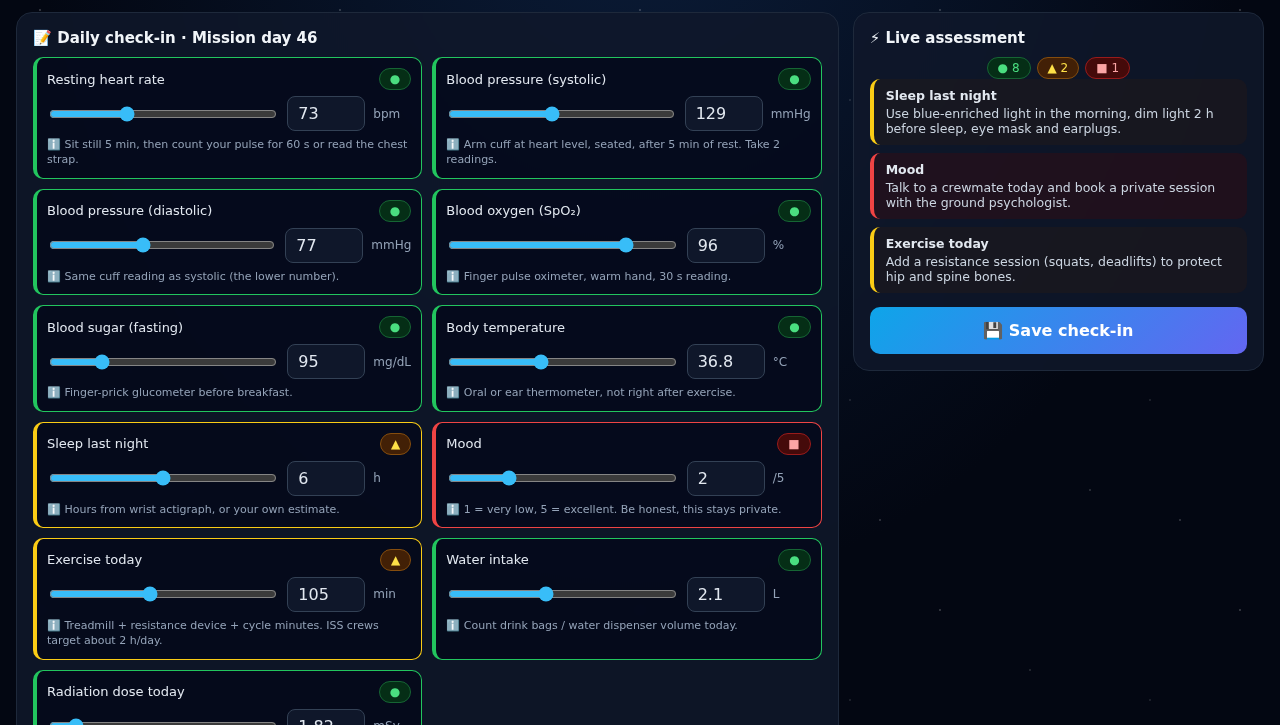 📝 Daily check-in · Mission day 46
Resting heart rate
73 bpm
ℹ️ Sit still 5 min, then count your pulse for 60 s or read the chest
strap.
Blood pressure (systolic)
129 mmHg
ℹ️ Arm cuff at heart level, seated, after 5 min of rest. Take 2
readings.
Blood pressure (diastolic)
77 mmHg
ℹ️ Same cuff reading as systolic (the lower number).
Blood oxygen (SpO₂)
96 %
ℹ️ Finger pulse oximeter, warm hand, 30 s reading.
Blood sugar (fasting)
95 mg/dL
ℹ️ Finger-prick glucometer before breakfast.
Body temperature
36.8 °C
ℹ️ Oral or ear thermometer, not right after exercise.
Sleep last night
6 h
ℹ️ Hours from wrist actigraph, or your own estimate.
Mood
2 /5
ℹ️ 1 = very low, 5 = excellent. Be honest, this stays private.
Exercise today
105 min
ℹ️ Treadmill + resistance device + cycle minutes. ISS crews
target about 2 h/day.
Water intake
2.1 L
ℹ️ Count drink bags / water dispenser volume today.
Radiation dose today
1.82 mSv
⚡ Live assessment
● 8 ▲ 2 ■ 1
Sleep last night
Use blue-enriched light in the morning, dim light 2 h
before sleep, eye mask and earplugs.
Mood
Talk to a crewmate today and book a private session
with the ground psychologist.
Exercise today
Add a resistance session (squats, deadlifts) to protect
hip and spine bones.
💾 Save check-in